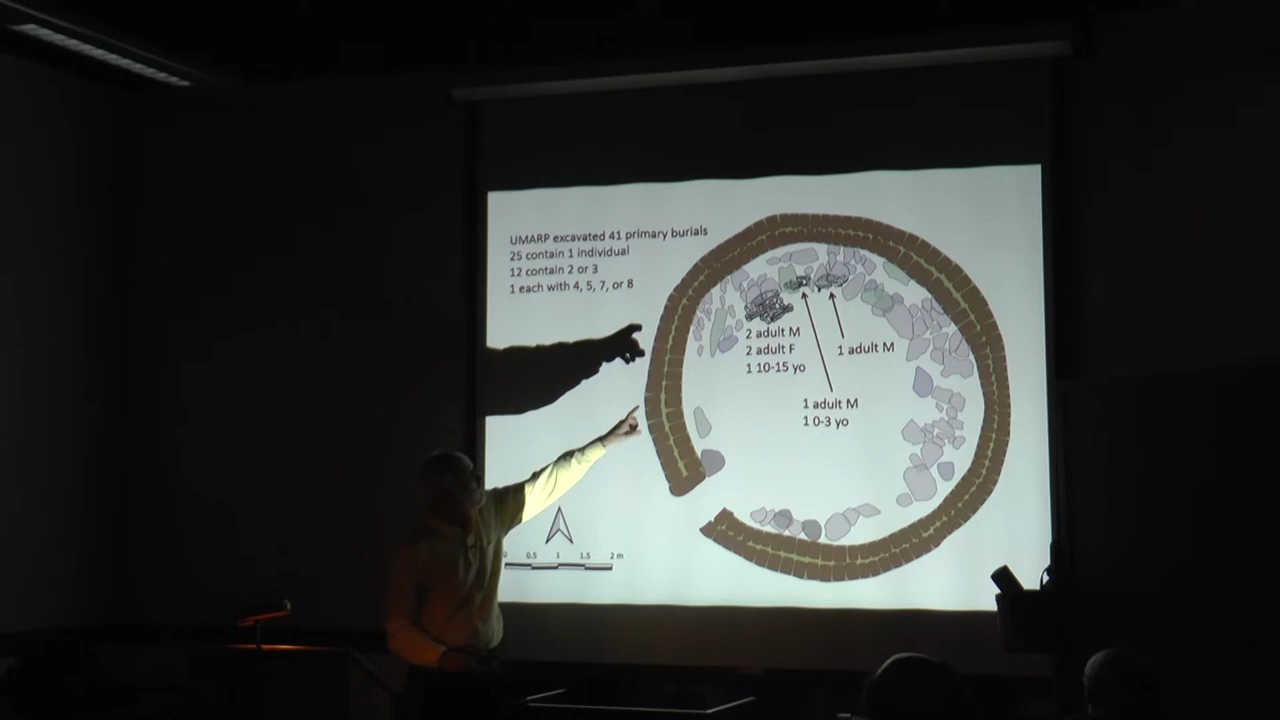 UMARP excavated 41 primary burials
25 contain 1 individual
12 contain 2 or 3
1 each with 4, 5, 7, or 8
2 adult M
2 adult F
1 10-15 yo
1 adult M
1 adult M
1 0-3 yo
0 0.5 1 1.5 2 m